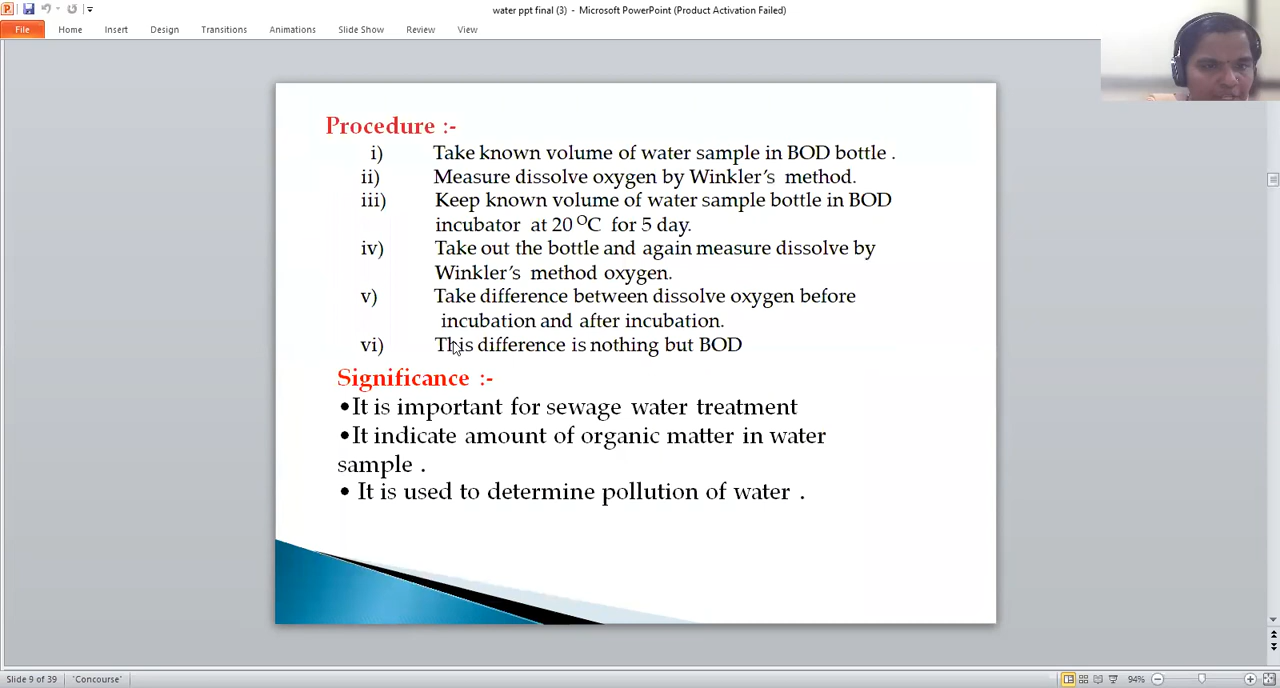 water ppt final (3) - Microsoft PowerPoint (Product Activation Failed)
File Home Insert Design Transitions Animations Slide Show Review View
Procedure :-
i) Take known volume of water sample in BOD bottle .
ii) Measure dissolve oxygen by Winkler's method.
iii) Keep known volume of water sample bottle in BOD
incubator at 20 OC for 5 day.
iv) Take out the bottle and again measure dissolve by
Winkler's method oxygen.
v) Take difference between dissolve oxygen before
incubation and after incubation.
vi) This difference is nothing but BOD
Significance :-
•It is important for sewage water treatment
•It indicate amount of organic matter in water
sample .
• It is used to determine pollution of water .
Slide 9 of 39 "Concourse" 94%